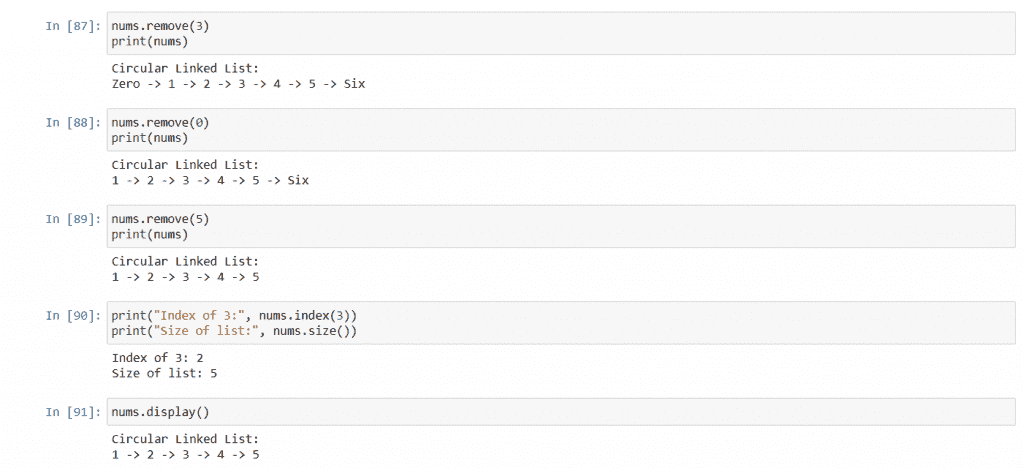 In [87]: nums.remove(3)
print(nums)
Circular Linked List:
Zero -> 1 -> 2 -> 3 -> 4 -> 5 -> Six
In [88]: nums.remove(0)
print(nums)
Circular Linked List:
1 -> 2 -> 3 -> 4 -> 5 -> Six
In [89]: nums.remove(5)
print(nums)
Circular Linked List:
1 -> 2 -> 3 -> 4 -> 5
In [90]: print("Index of 3:", nums.index(3))
print("Size of list:", nums.size())
Index of 3: 2
Size of list: 5
In [91]: nums.display()
Circular Linked List:
1 -> 2 -> 3 -> 4 -> 5